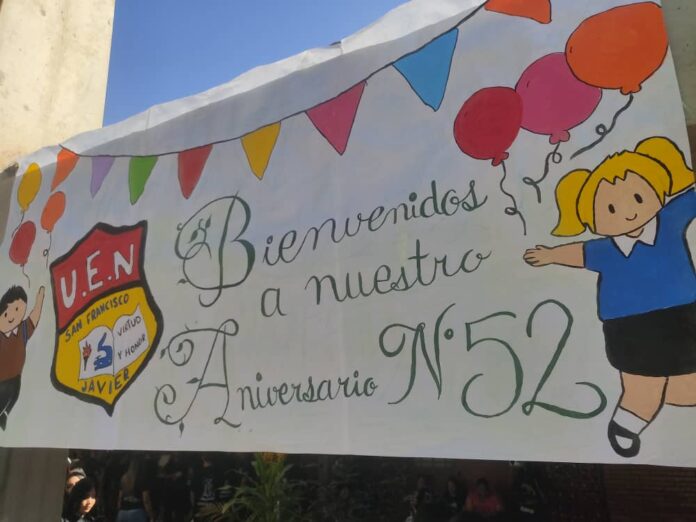 U.E.N
SAN FRANCISCO
VIRTUD
Y HONOR
JAVIER
Bienvenidos
a nuestro
Aniversario N° 52